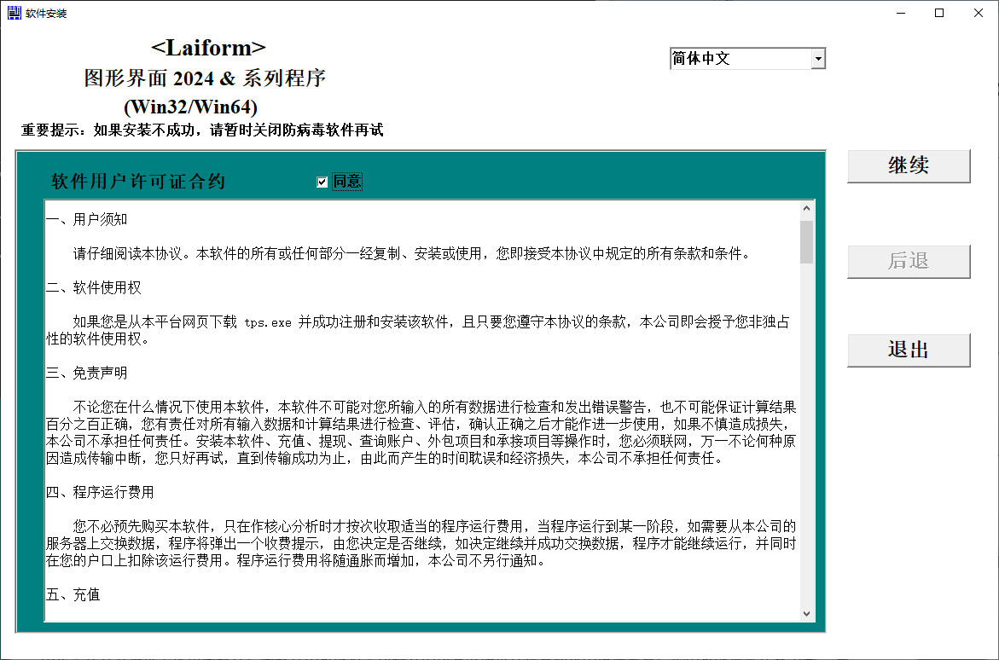 软件安装
<Laiform>
简体中文
图形界面 2024 & 系列程序
(Win32/Win64)
重要提示：如果安装不成功，请暂时关闭防病毒软件再试
继续
软件用户许可证合约
同意
一、用户须知
请仔细阅读本协议。本软件的所有或任何部分一经复制、安装或使用，您即接受本协议中规定的所有条款和条件。
后退
二、软件使用权
如果您是从本平台网页下载 tps.exe 并成功注册和安装该软件，且只要您遵守本协议的条款，本公司即会授予您非独占
性的软件使用权。
退出
三、免责声明
不论您在什么情况下使用本软件，本软件不可能对您所输入的所有数据进行检查和发出错误警告，也不可能保证计算结果
百分之百正确，您有责任对所有输入数据和计算结果进行检查、评估，确认正确之后才能作进一步使用，如果不慎造成损失，
本公司不承担任何责任。安装本软件、充值、提现、查询账户、外包项目和承接项目等操作时，您必须联网，万一不论何种原
因造成传输中断，您只好再试，直到传输成功为止，由此而产生的时间耽误和经济损失，本公司不承担任何责任。
四、程序运行费用
您不必预先购买本软件，只在作核心分析时才按次收取适当的程序运行费用，当程序运行到某一阶段，如需要从本公司的
服务器上交换数据，程序将弹出一个收费提示，由您决定是否继续，如决定继续并成功交换数据，程序才能继续运行，并同时
在您的户口上扣除该运行费用。程序运行费用将随通胀而增加，本公司不另行通知。
五、充值